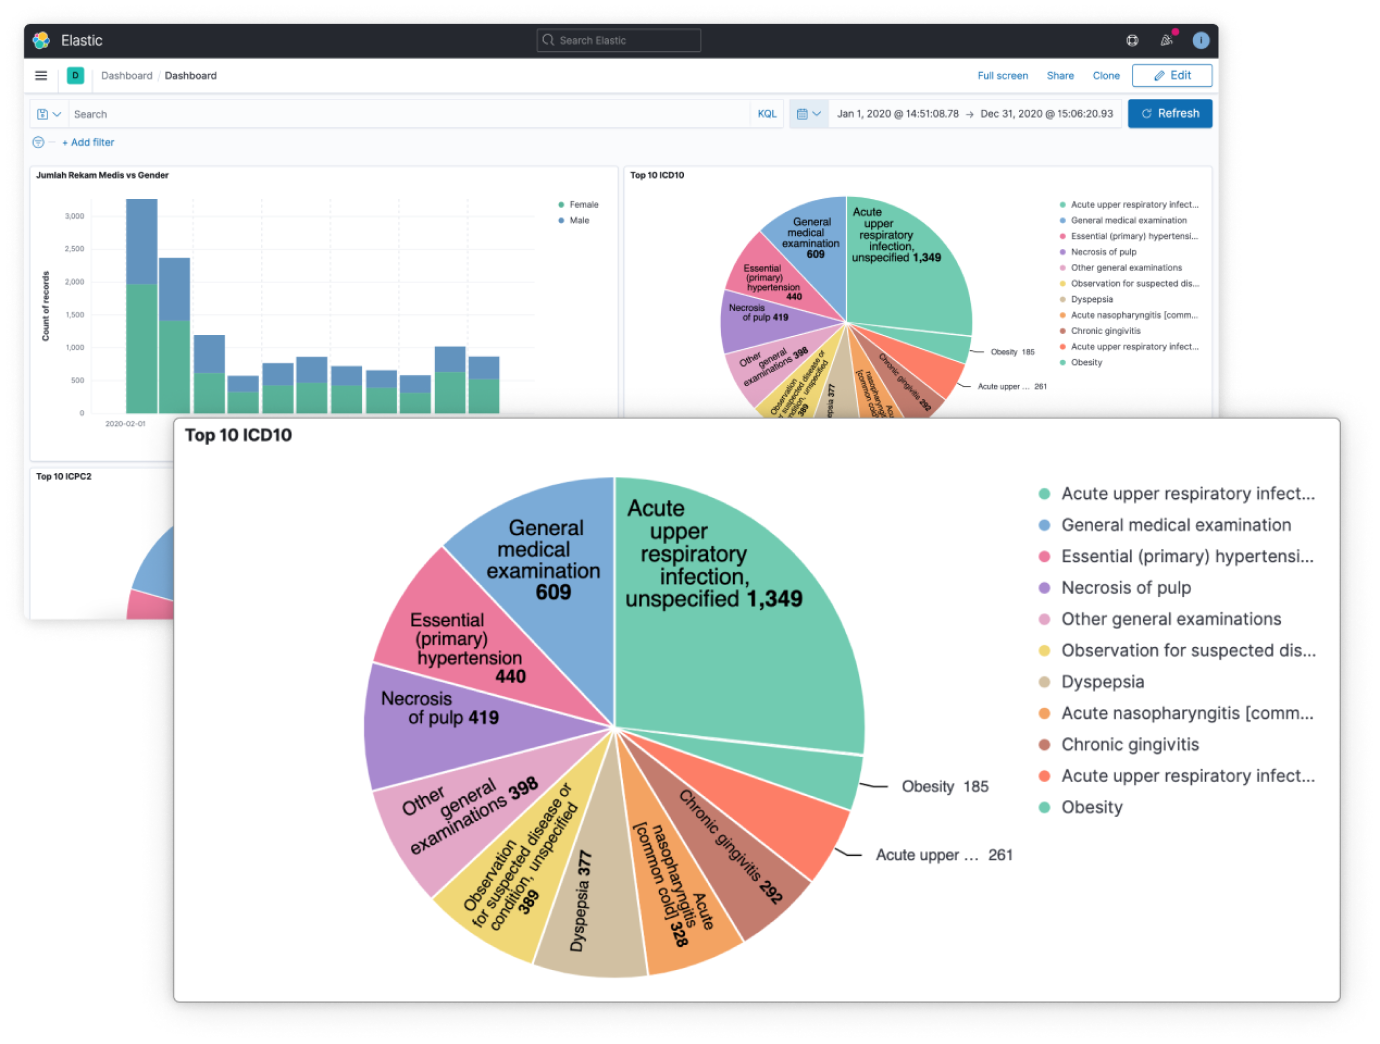 Elastic
Search Elastic
i
D
Dashboard / Dashboard
Full screen
Share
Clone
Edit
Search
KQL
Jan 1, 2020 @ 14:51:08.78 → Dec 31, 2020 @ 15:06:20.93
Refresh
+ Add filter
Jumlah Rekam Medis vs Gender
Count of records
3,000
2,500
2,000
1,500
1,000
500
0
2020-02-01
Female
Male
Top 10 ICD10
General
medical
examination
609
Acute
upper
respiratory
infection,
unspecified 1,349
Essential
(primary)
hypertension
440
Necrosis
of pulp 419
Other
general
examinations 398
Observation
for suspected disease or
condition, unspecified
389
epsia 377
Ac
nasopharyngiti
[common cold]
Chronic gingivitis 292
Obesity 185
Acute upper ... 261
Acute upper respiratory infect...
General medical examination
Essential (primary) hypertensi...
Necrosis of pulp
Other general examinations
Observation for suspected dis...
Dyspepsia
Acute nasopharyngitis [comm...
Chronic gingivitis
Acute upper respiratory infect...
Obesity
Top 10 ICPC2
Top 10 ICD10
General
medical
examination
609
Acute
upper
respiratory
infection,
unspecified 1,349
Essential
(primary)
hypertension
440
Necrosis
of pulp 419
Other
general
examinations 398
Observation
for suspected disease or
condition, unspecified
389
Dyspepsia 377
Acute
nasopharyngitis
[common cold] 328
Chronic gingivitis 292
Obesity 185
Acute upper ... 261
Acute upper respiratory infect...
General medical examination
Essential (primary) hypertensi...
Necrosis of pulp
Other general examinations
Observation for suspected dis...
Dyspepsia
Acute nasopharyngitis [comm...
Chronic gingivitis
Acute upper respiratory infect...
Obesity